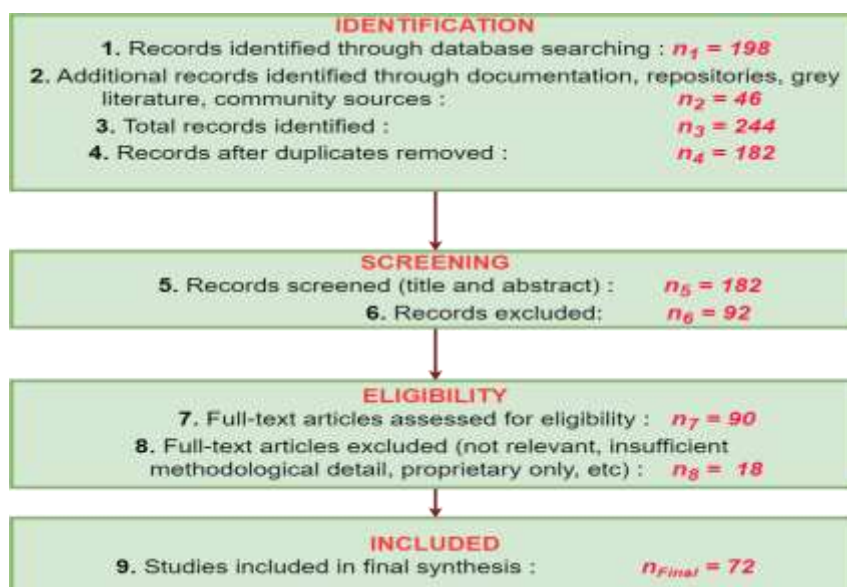 IDENTIFICATION
1. Records identified through database searching : n1 = 198
2. Additional records identified through documentation, repositories, grey
literature, community sources : n2 = 46
3. Total records identified : n3 = 244
4. Records after duplicates removed : n4 = 182
SCREENING
5. Records screened (title and abstract) : n5 = 182
6. Records excluded: n6 = 92
ELIGIBILITY
7. Full-text articles assessed for eligibility : n7 = 90
8. Full-text articles excluded (not relevant, insufficient
methodological detail, proprietary only, etc) : n8 = 18
INCLUDED
9. Studies included in final synthesis : nFinal = 72